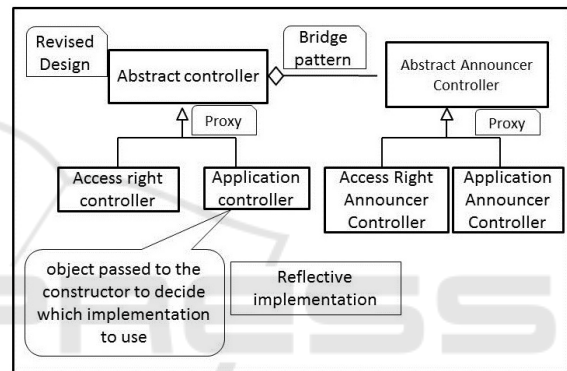 Revised
Design
Abstract controller
Bridge
pattern
Abstract Announcer
Controller
Proxy
Proxy
Access right
controller
Application
controller
Access Right
Announcer
Controller
Application
Announcer
Controller
object passed to the
constructor to decide
which implementation
to use
Reflective
implementation
PRESS